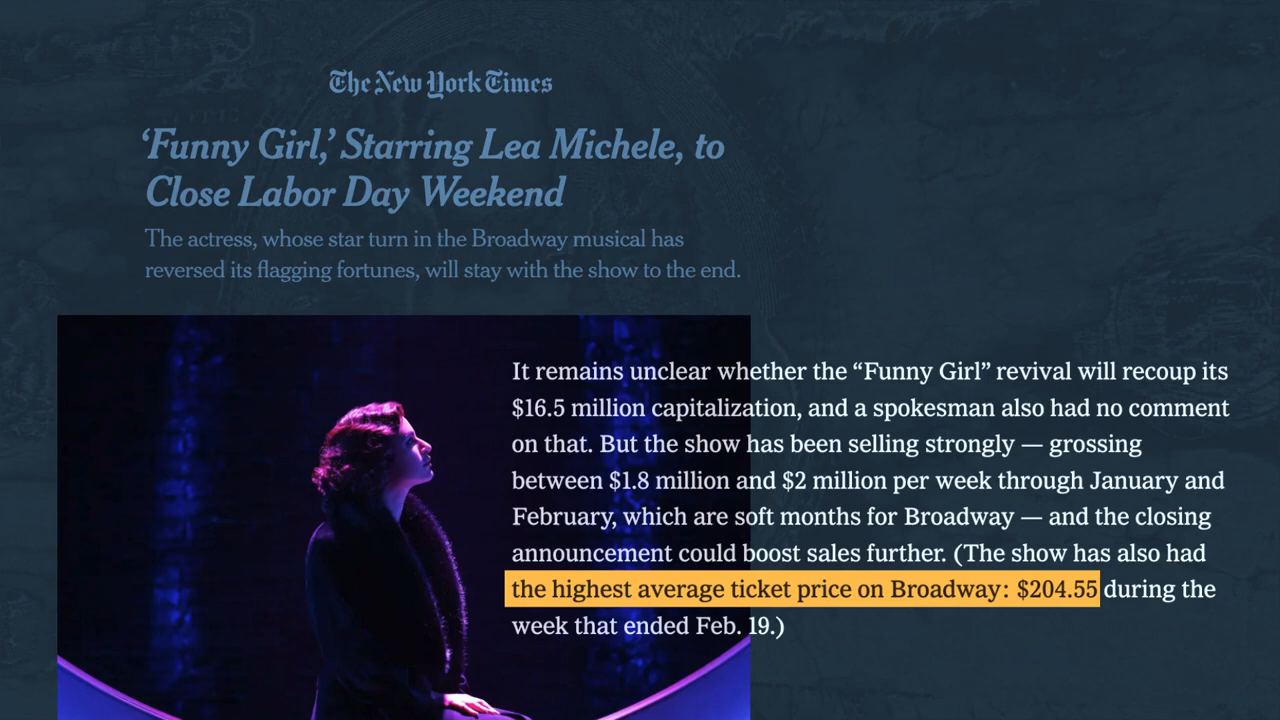 The New York Times
‘Funny Girl,’ Starring Lea Michele, to
Close Labor Day Weekend
The actress, whose star turn in the Broadway musical has
reversed its flagging fortunes, will stay with the show to the end.
It remains unclear whether the “Funny Girl” revival will recoup its
$16.5 million capitalization, and a spokesman also had no comment
on that. But the show has been selling strongly — grossing
between $1.8 million and $2 million per week through January and
February, which are soft months for Broadway — and the closing
announcement could boost sales further. (The show has also had
the highest average ticket price on Broadway: $204.55 during the
week that ended Feb. 19.)